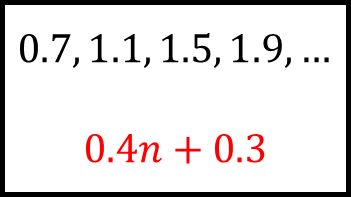 0.7, 1.1, 1.5, 1.9, ...
0.4n + 0.3